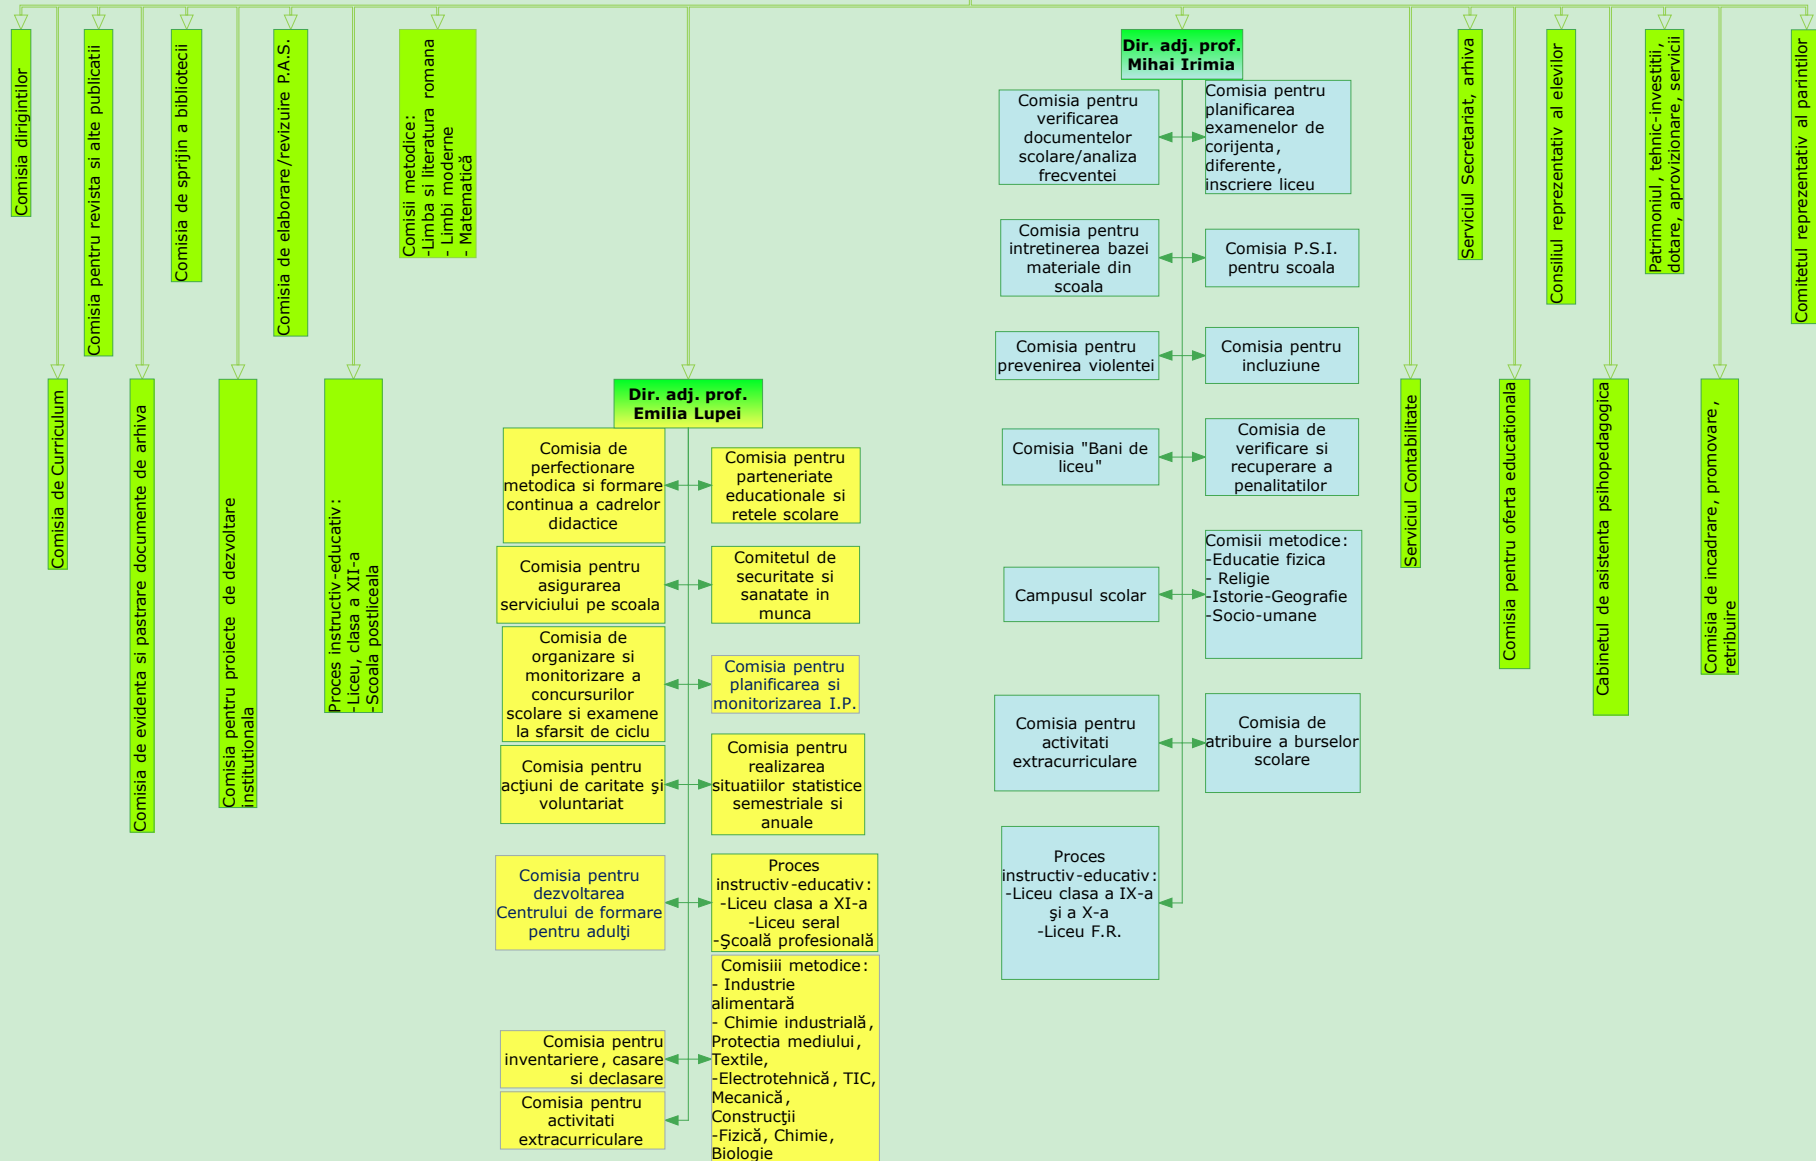 Comisia dirigintilor
Comisia pentru revista si alte publicatii
Comisia de sprijin a bibliotecii
Comisia de elaborare/revizuire P.A.S.
Comisii metodice:
-Limba si literatura romana
- Limbi moderne
- Matematică
Comisia de Curriculum
Comisia de evidenta si pastrare documente de arhiva
Comisia pentru proiecte de dezvoltare
institutionala
Proces instructiv-educativ:
-Liceu, clasa a XII-a
-Scoala postliceala
Dir. adj. prof.
Emilia Lupei
Comisia de
perfectionare
metodica si formare
continua a cadrelor
didactice
Comisia pentru
parteneriate
educationale si
retele scolare
Comisia pentru
asigurarea
serviciului pe scoala
Comitetul de
securitate si
sanatate in
munca
Comisia de
organizare si
monitorizare a
concursurilor
scolare si examene
la sfarsit de ciclu
Comisia pentru
planificarea si
monitorizarea I.P.
Comisia pentru
acţiuni de caritate şi
voluntariat
Comisia pentru
realizarea
situatiilor statistice
semestriale si
anuale
Comisia pentru
dezvoltarea
Centrului de formare
pentru adulţi
Proces
instructiv-educativ:
-Liceu clasa a XI-a
-Liceu seral
-Şcoală profesională
Comisia pentru
inventariere, casare
si declasare
Comisiii metodice:
- Industrie
alimentară
- Chimie industrială,
Protectia mediului,
Textile,
-Electrotehnică, TIC,
Mecanică,
Construcţii
-Fizică, Chimie,
Biologie
Comisia pentru
activitati
extracurriculare
Dir. adj. prof.
Mihai Irimia
Comisia pentru
verificarea
documentelor
scolare/analiza
frecventei
Comisia pentru
planificarea
examenelor de
corijenta,
diferente,
inscriere liceu
Comisia pentru
intretinerea bazei
materiale din
scoala
Comisia P.S.I.
pentru scoala
Comisia pentru
prevenirea violentei
Comisia pentru
incluziune
Comisia "Bani de
liceu"
Comisia de
verificare si
recuperare a
penalitatilor
Campusul scolar
Comisii metodice:
-Educatie fizica
- Religie
-Istorie-Geografie
-Socio-umane
Comisia pentru
activitati
extracurriculare
Comisia de
atribuire a burselor
scolare
Proces
instructiv-educativ:
-Liceu clasa a IX-a
şi a X-a
-Liceu F.R.
Serviciul Secretariat, arhiva
Consiliul reprezentativ al elevilor
Patrimoniul, tehnic-investitii,
dotare, aprovizionare, servicii
Comitetul reprezentativ al parintilor
Serviciul Contabilitate
Comisia pentru oferta educationala
Cabinetul de asistenta psihopedagogica
Comisia de incadrare, promovare,
retribuire